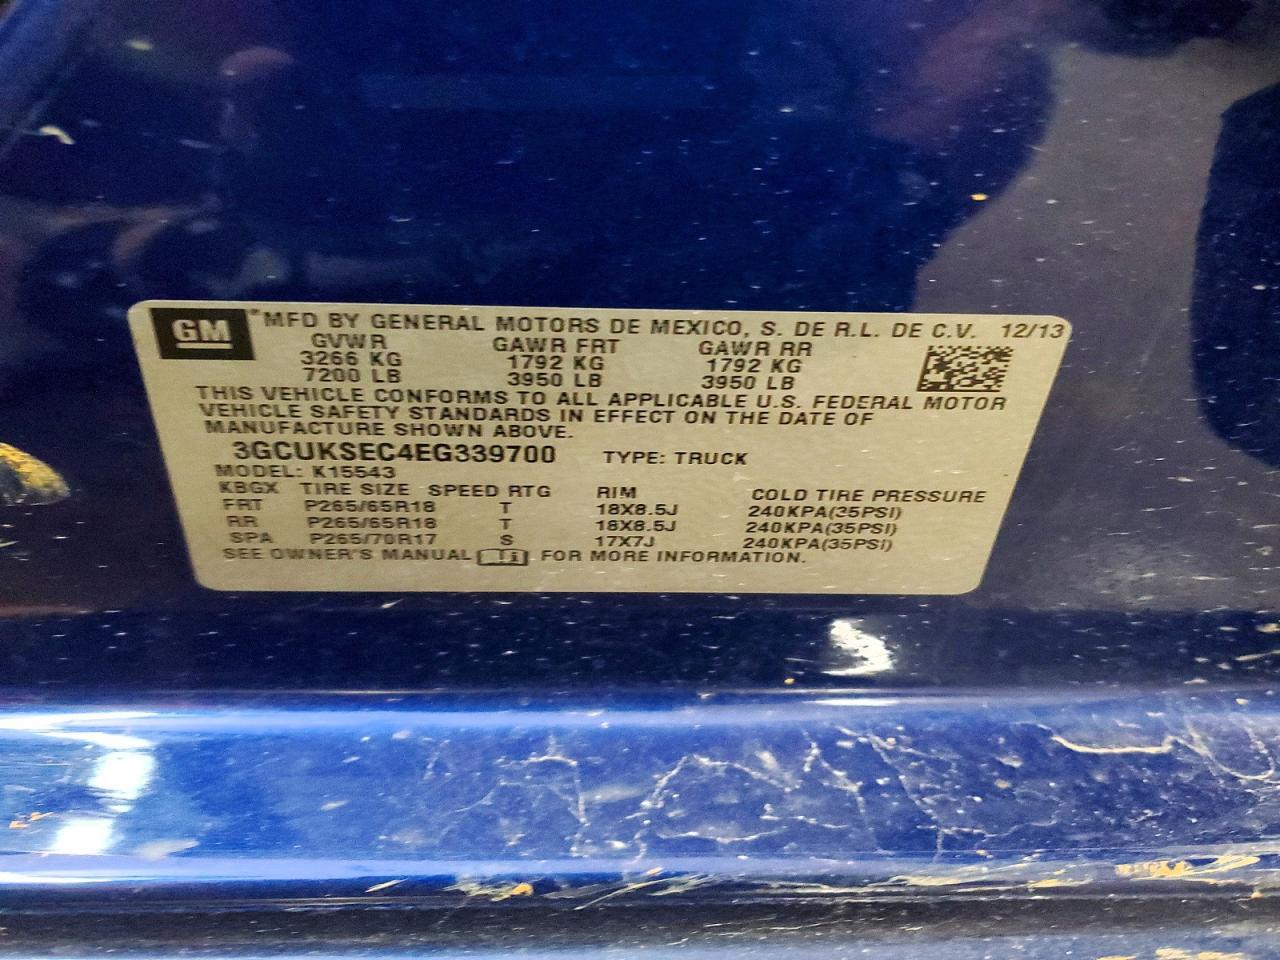 GM MFD BY GENERAL MOTORS DE MEXICO, S. DE R.L. DE C.V. 12/13
GVWR GAWR FRT GAWR RR
3266 KG 1792 KG 1792 KG
7200 LB 3950 LB 3950 LB
THIS VEHICLE CONFORMS TO ALL APPLICABLE U.S. FEDERAL MOTOR
VEHICLE SAFETY STANDARDS IN EFFECT ON THE DATE OF
MANUFACTURE SHOWN ABOVE.
3GCUKSEC4EG339700 TYPE: TRUCK
MODEL: K15543
KBGX TIRE SIZE SPEED RTG RIM COLD TIRE PRESSURE
FRT P265/65R18 T 18X8.5J 240KPA(35PSI)
RR P265/65R18 T 18X8.5J 240KPA(35PSI)
SPA P265/70R17 S 17X7J 240KPA(35PSI)
SEE OWNER'S MANUAL FOR MORE INFORMATION.